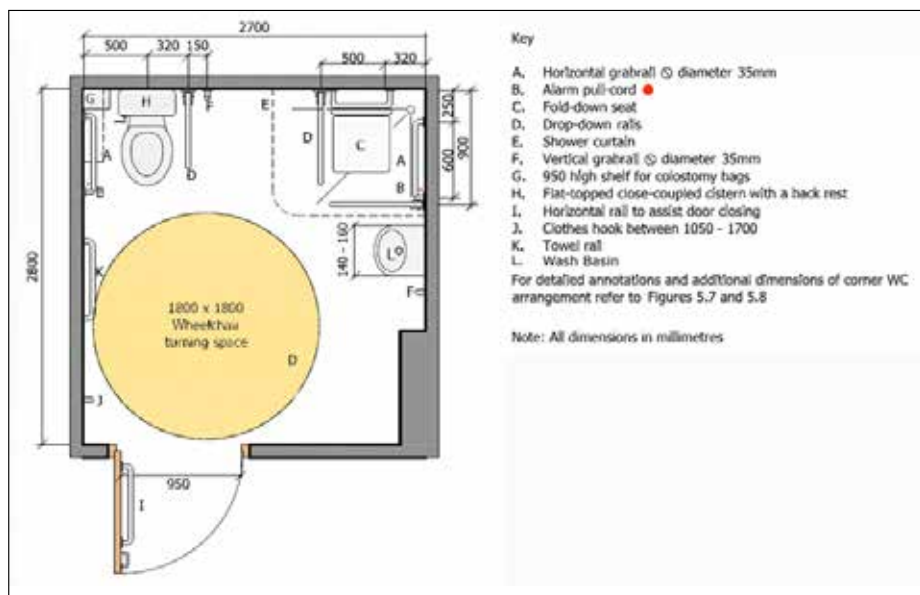 2700
500 320 150
500 320
G H E
F
A D
B
D C A
B
250
600
900
2800
140 - 160
L
K
F
1800 x 1800
Wheelchair
turning space
D
J
950
I
Key
A. Horizontal grabrail ⦰ diameter 35mm
B. Alarm pull-cord
C. Fold-down seat
D. Drop-down rails
E. Shower curtain
F. Vertical grabrail ⦰ diameter 35mm
G. 950 high shelf for colostomy bags
H. Flat-topped close-coupled cistern with a back rest
I. Horizontal rail to assist door closing
J. Clothes hook between 1050 - 1700
K. Towel rail
L. Wash Basin
For detailed annotations and additional dimensions of corner WC
arrangement refer to Figures 5.7 and 5.8
Note: All dimensions in millimetres